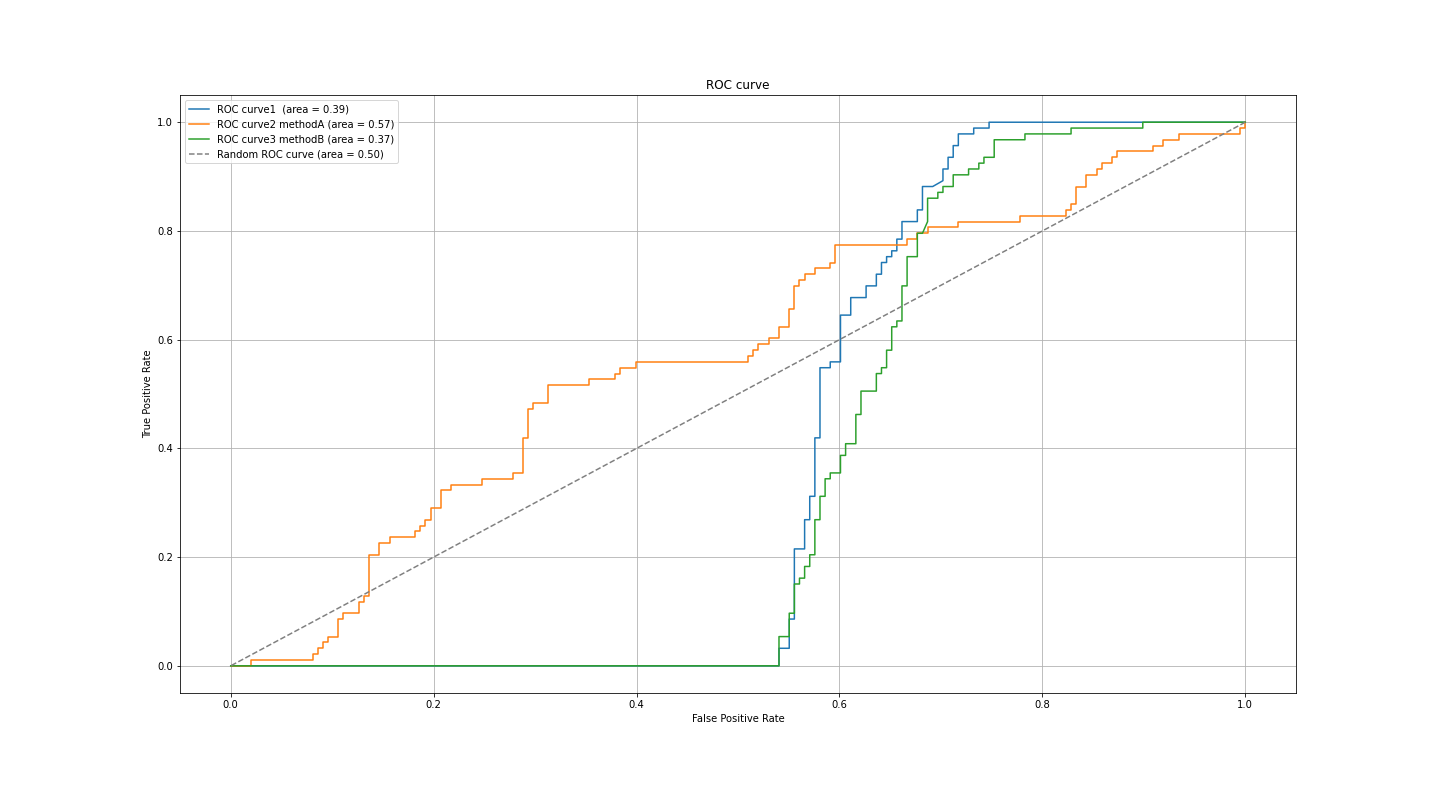 ROC curve
ROC curve1  (area = 0.39)
ROC curve2 methodA (area = 0.57)
ROC curve3 methodB (area = 0.37)
Random ROC curve (area = 0.50)
1.0
0.8
0.6
0.4
0.2
0.0
True Positive Rate
0.0 0.2 0.4 0.6 0.8 1.0
False Positive Rate